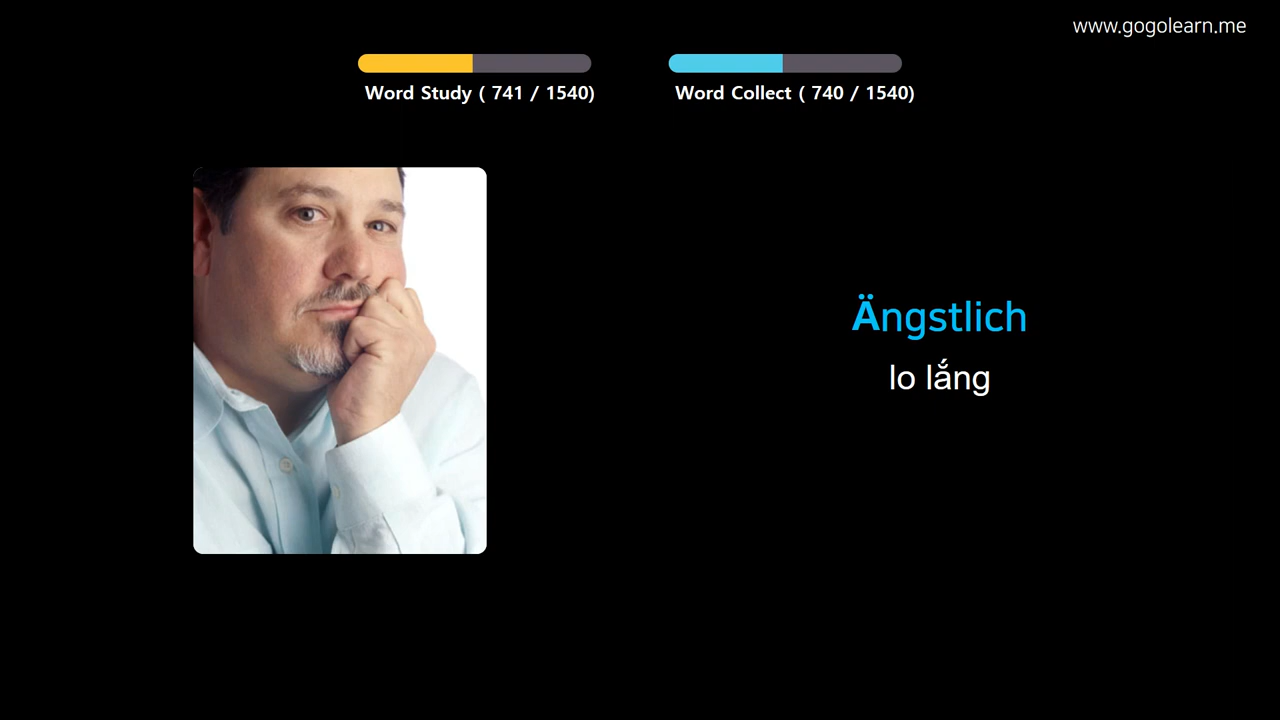 www.gogolearn.me
Word Study ( 741 / 1540)
Word Collect ( 740 / 1540)
Ängstlich
lo lắng